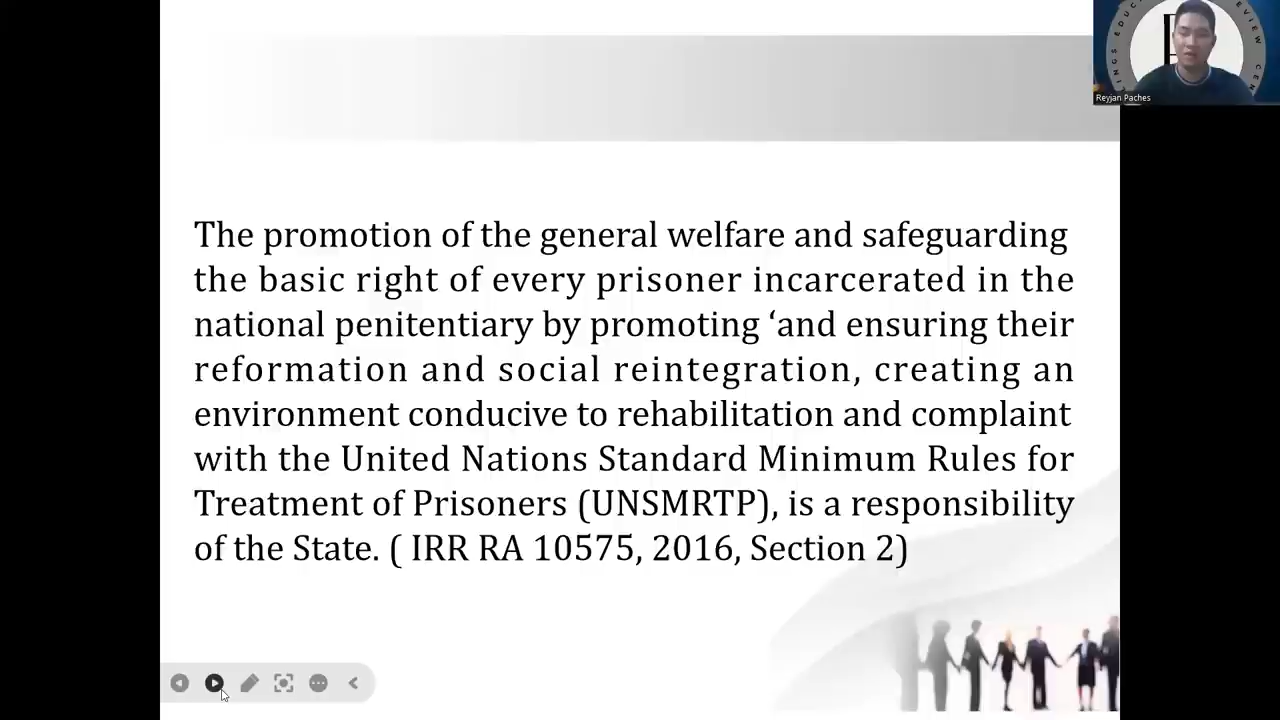 Reyjan Paches
The promotion of the general welfare and safeguarding
the basic right of every prisoner incarcerated in the
national penitentiary by promoting ‘and ensuring their
reformation and social reintegration, creating an
environment conducive to rehabilitation and complaint
with the United Nations Standard Minimum Rules for
Treatment of Prisoners (UNSMRTP), is a responsibility
of the State. ( IRR RA 10575, 2016, Section 2)